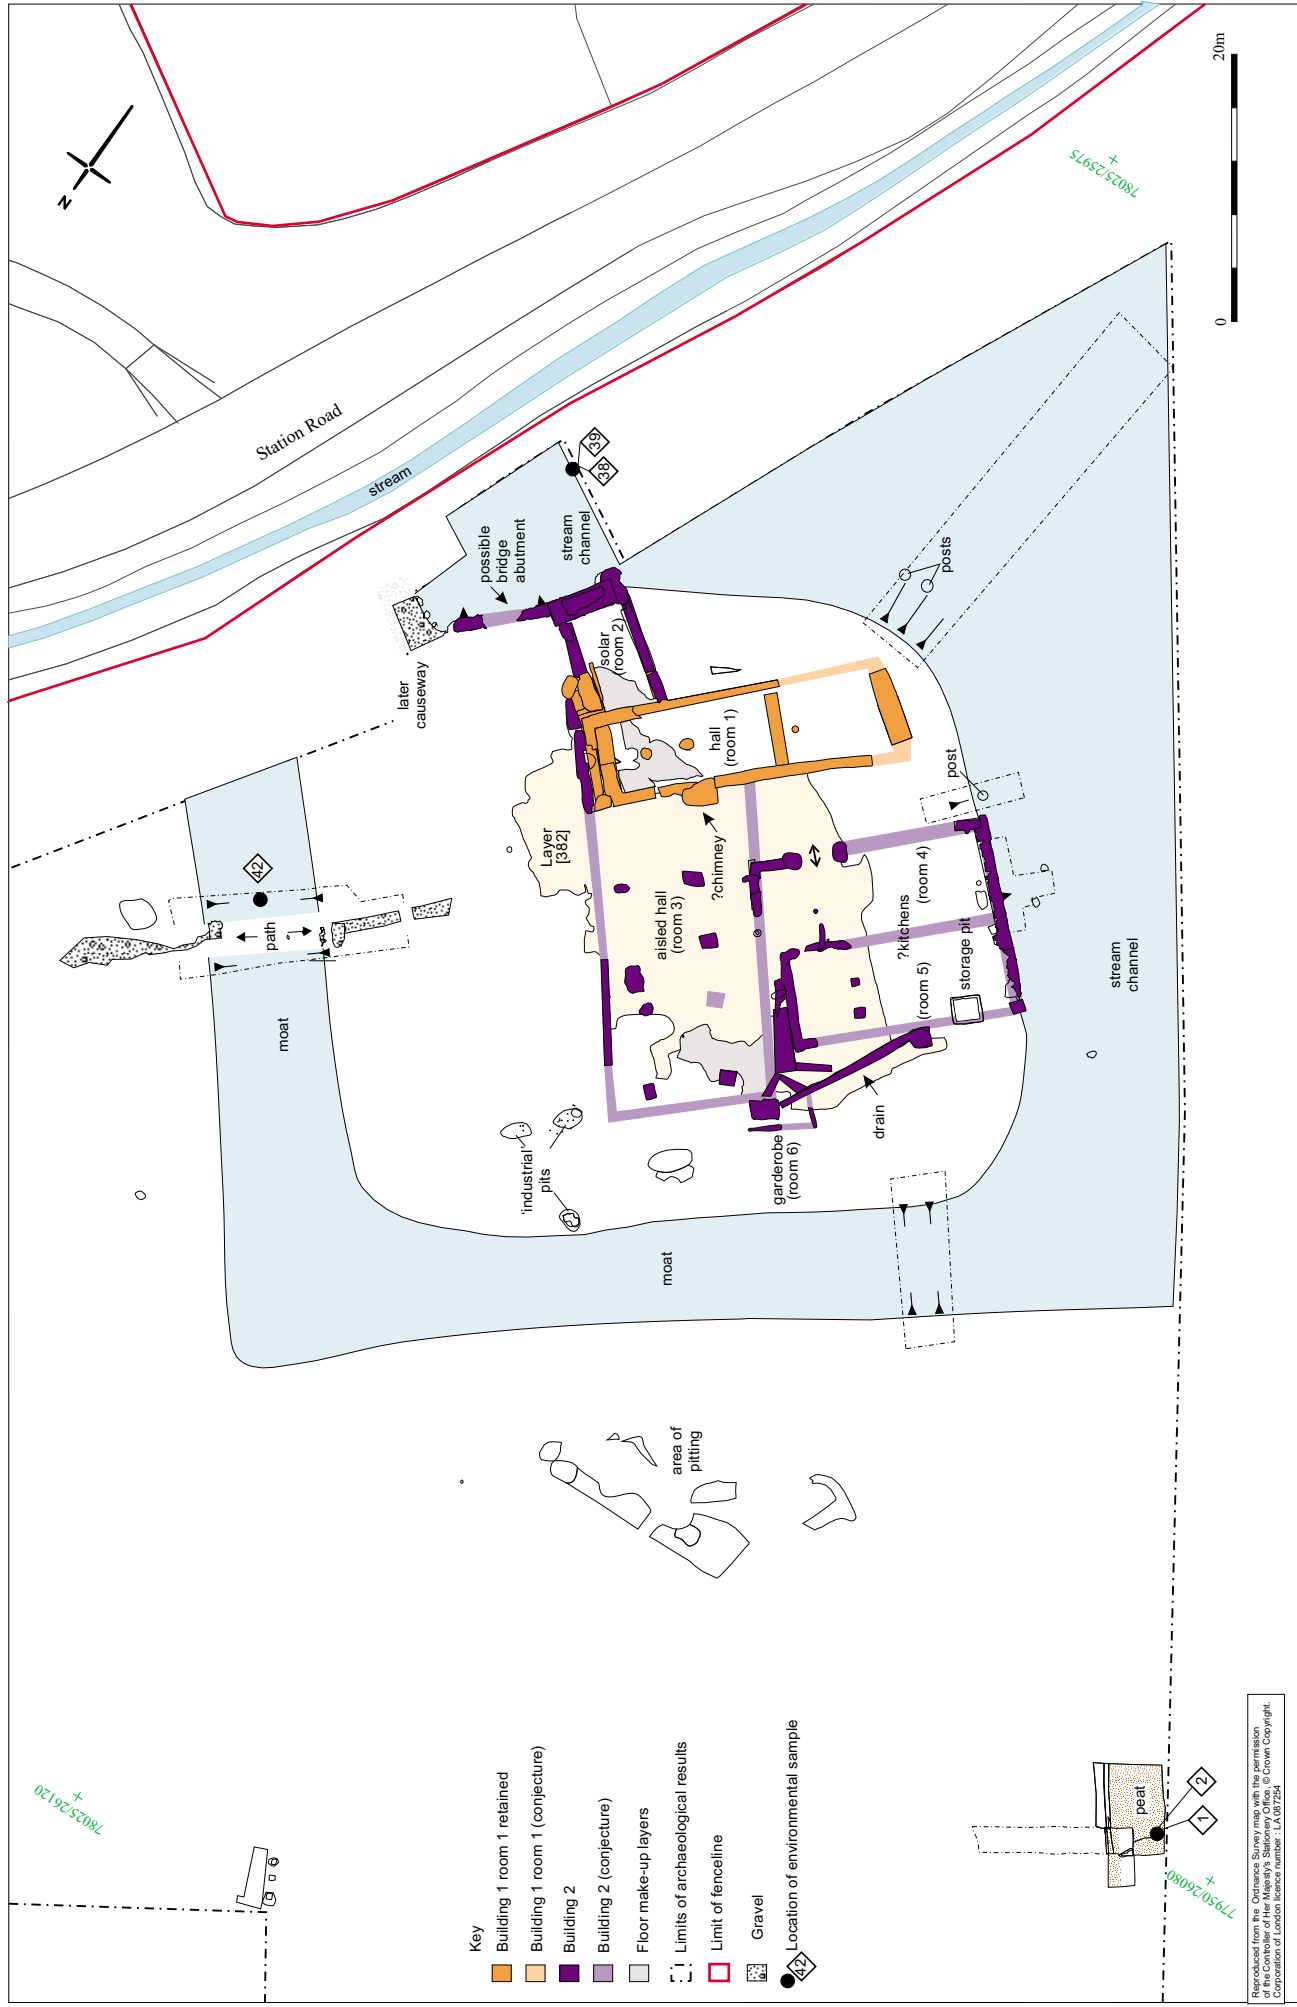 N
78025/25975
0
20m
Station Road
stream
possible
bridge
abutment
stream
channel
39
38
later
causeway
solar
(room 2)
hall
(room 1)
posts
post
Layer
[382]
?chimney
aisled hall
(room 3)
?kitchens
(room 4)
(room 5)
storage pit
42
path
moat
stream
channel
drain
garderobe
(room 6)
'industrial'
pits
moat
area of
pitting
78025/26120
77950/26080
peat
1
2
Key
Building 1 room 1 retained
Building 1 room 1 (conjecture)
Building 2
Building 2 (conjecture)
Floor make-up layers
Limits of archaeological results
Limit of fenceline
Gravel
42
Location of environmental sample
Reproduced from the Ordnance Survey map with the permission
of the Controller of Her Majesty's Stationery Office, © Crown Copyright.
Corporation of London licence number : LA 087254